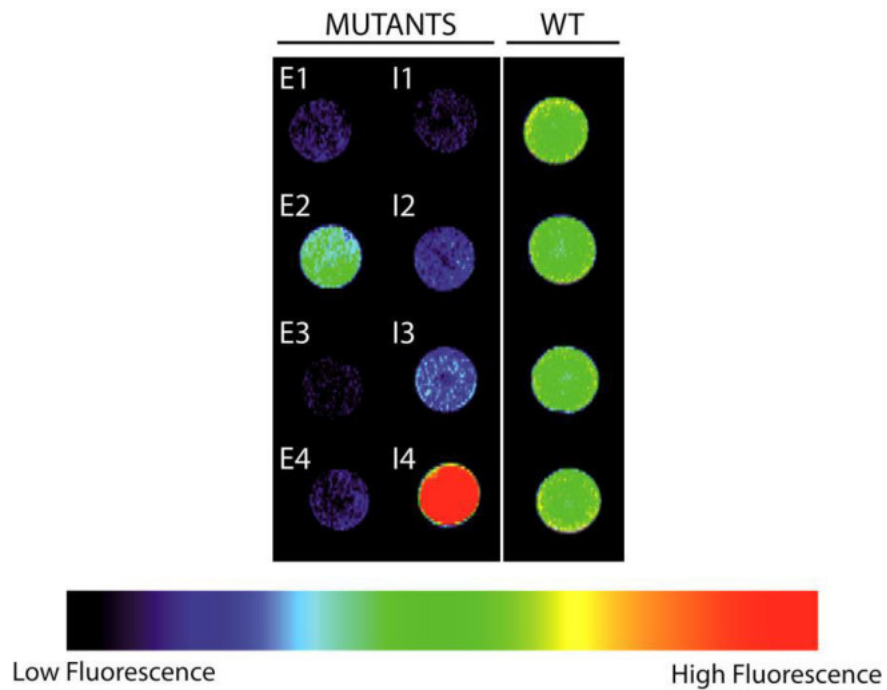 MUTANTS WT
E1 I1
E2 I2
E3 I3
E4 I4
Low Fluorescence High Fluorescence